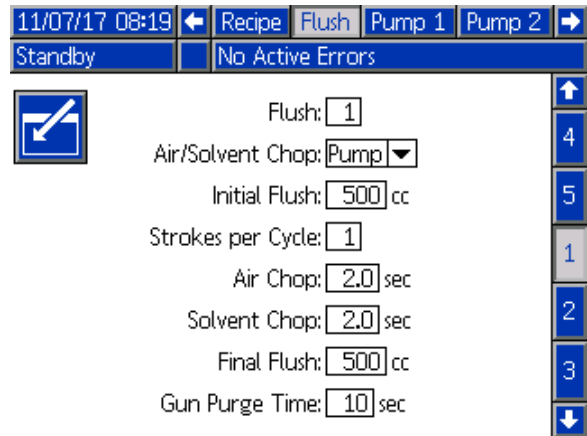 11/07/17 08:19 Recipe Flush Pump 1 Pump 2
Standby No Active Errors
Flush: 1
4
Air/Solvent Chop: Pump
Initial Flush: 500 cc
5
Strokes per Cycle: 1
1
Air Chop: 2.0 sec
Solvent Chop: 2.0 sec
2
Final Flush: 500 cc
3
Gun Purge Time: 10 sec